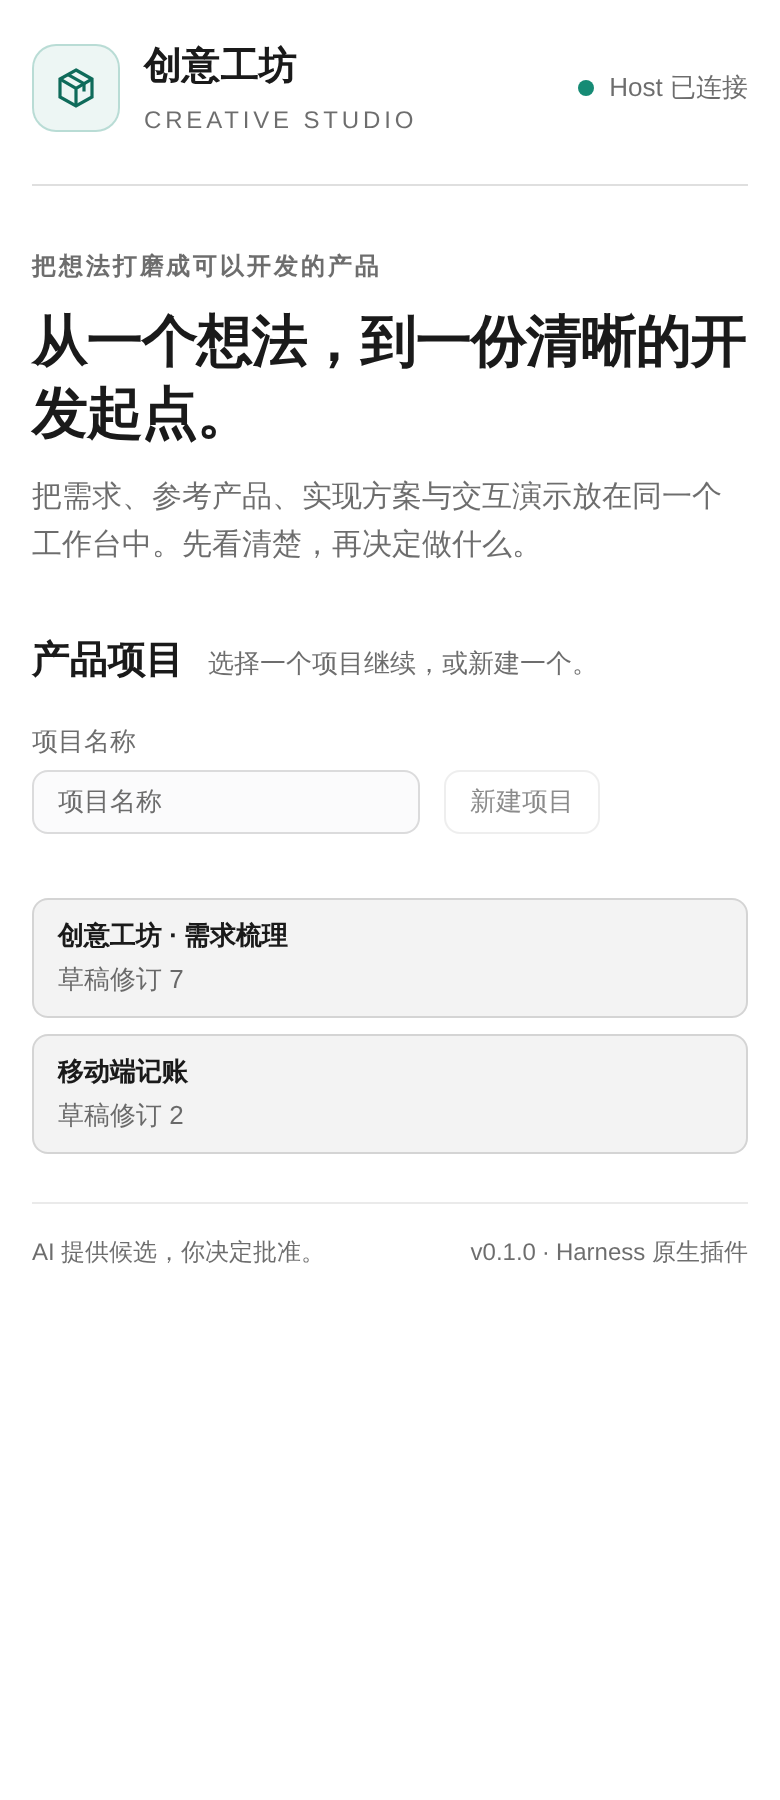 创意工坊
CREATIVE STUDIO
Host 已连接
把想法打磨成可以开发的产品
从一个想法，到一份清晰的开
发起点。
把需求、参考产品、实现方案与交互演示放在同一个
工作台中。先看清楚，再决定做什么。
产品项目 选择一个项目继续，或新建一个。
项目名称
项目名称 新建项目
创意工坊 · 需求梳理
草稿修订 7
移动端记账
草稿修订 2
AI 提供候选，你决定批准。 v0.1.0 · Harness 原生插件